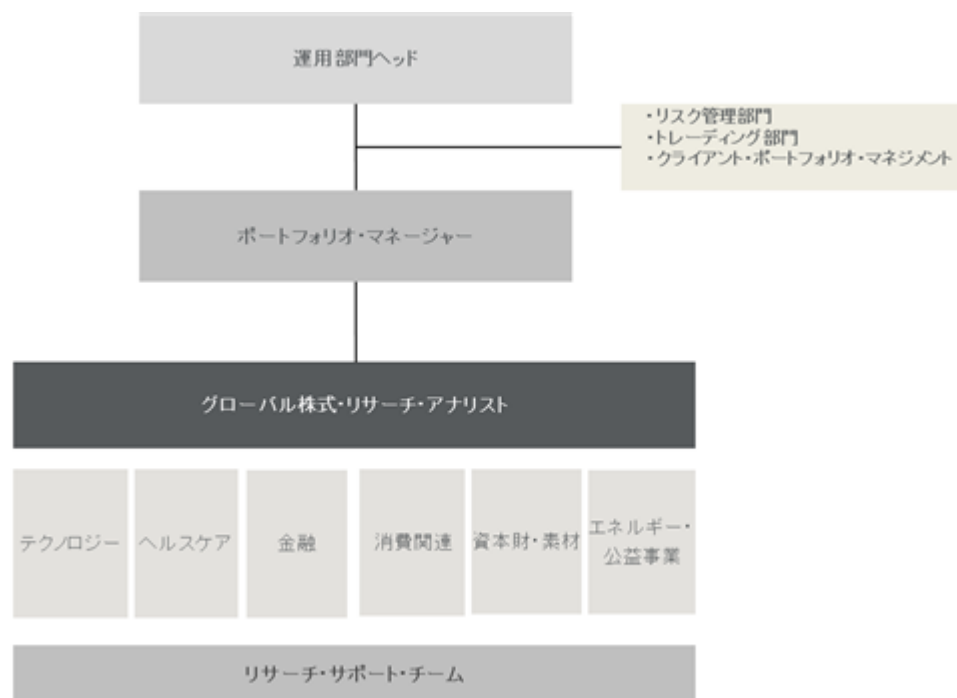 運用部門ヘッド
・リスク管理部門
・トレーディング部門
・クライアント・ポートフォリオ・マネジメント
ポートフォリオ・マネージャー
グローバル株式・リサーチ・アナリスト
テクノロジー
ヘルスケア
金融
消費関連
資本財・素材
エネルギー・
公益事業
リサーチ・サポート・チーム